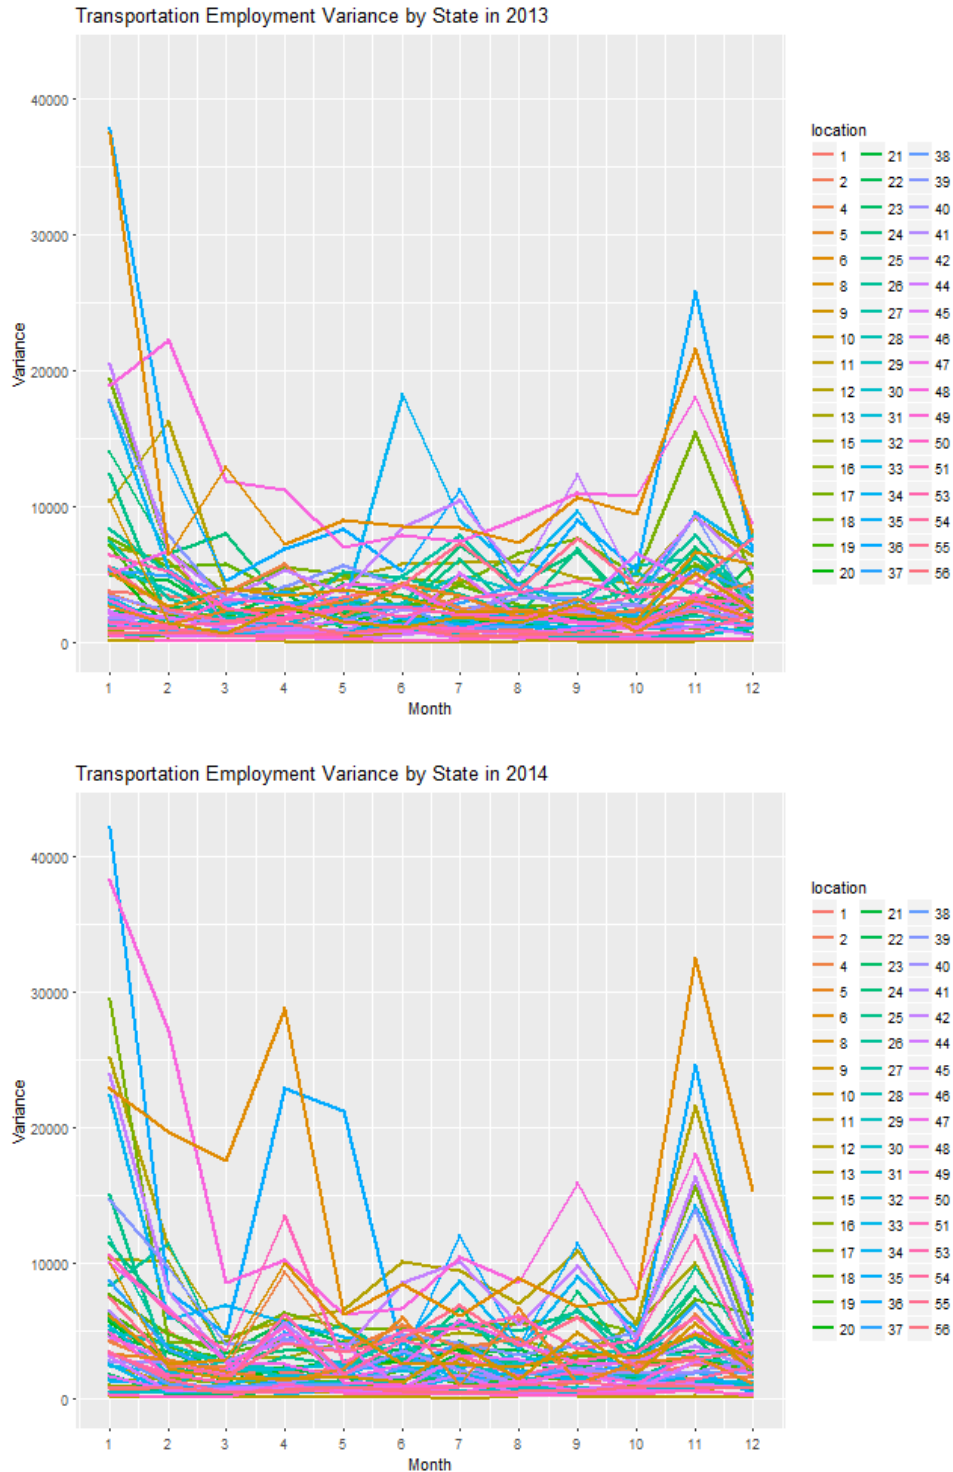 Transportation Employment Variance by State in 2013
40000
30000
20000
10000
0
Variance
1 2 3 4 5 6 7 8 9 10 11 12
Month
location
1 21 38
2 22 39
4 23 40
5 24 41
6 25 42
8 26 44
9 27 45
10 28 46
11 29 47
12 30 48
13 31 49
15 32 50
16 33 51
17 34 53
18 35 54
19 36 55
20 37 56
Transportation Employment Variance by State in 2014
40000
30000
20000
10000
0
Variance
1 2 3 4 5 6 7 8 9 10 11 12
Month
location
1 21 38
2 22 39
4 23 40
5 24 41
6 25 42
8 26 44
9 27 45
10 28 46
11 29 47
12 30 48
13 31 49
15 32 50
16 33 51
17 34 53
18 35 54
19 36 55
20 37 56